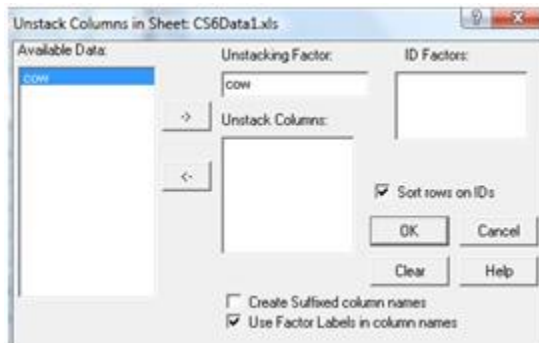 Unstack Columns in Sheet: CS6Data1.xls
Available Data:
cow
->
<-
Unstacking Factor:
cow
Unstack Columns:
ID Factors:
Sort rows on IDs
OK
Cancel
Clear
Help
Create Suffixed column names
Use Factor Labels in column names